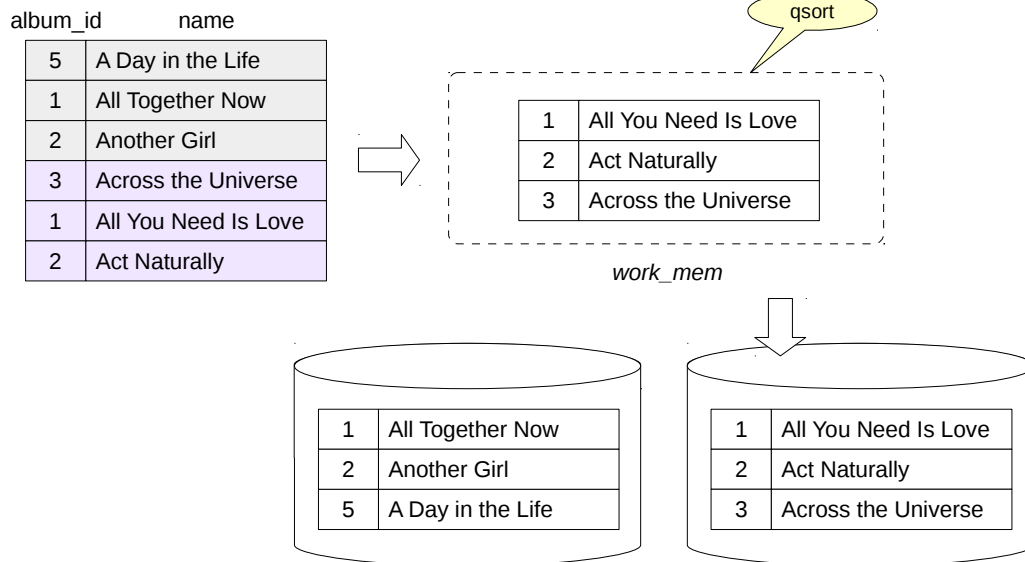 album_id name
5 A Day in the Life
1 All Together Now
2 Another Girl
3 Across the Universe
1 All You Need Is Love
2 Act Naturally
qsort
1 All You Need Is Love
2 Act Naturally
3 Across the Universe
work_mem
1 All Together Now
2 Another Girl
5 A Day in the Life
1 All You Need Is Love
2 Act Naturally
3 Across the Universe